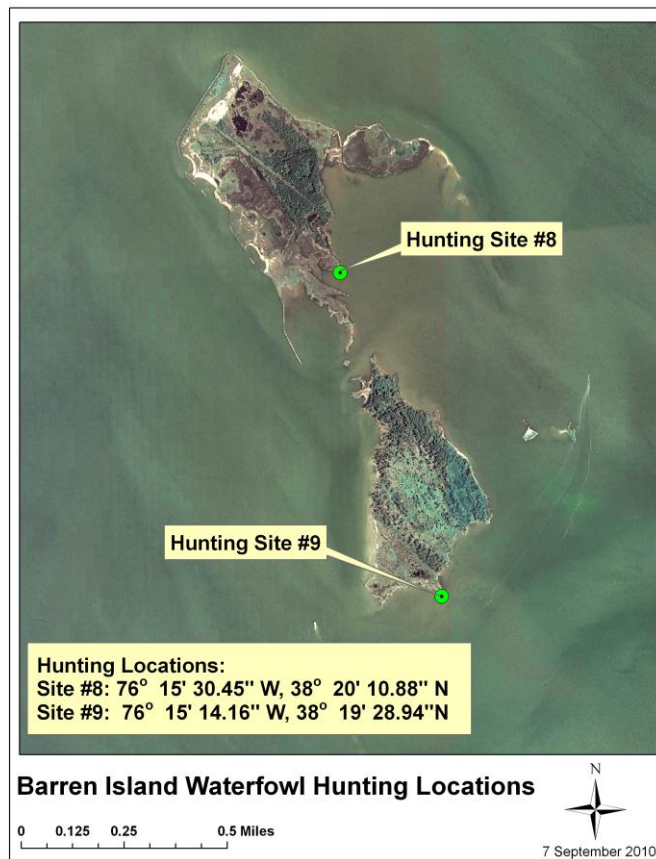 Hunting Site #8
Hunting Site #9
Hunting Locations:
Site #8: 76° 15' 30.45" W, 38° 20' 10.88" N
Site #9: 76° 15' 14.16" W, 38° 19' 28.94"N
Barren Island Waterfowl Hunting Locations
N
0 0.125 0.25 0.5 Miles
7 September 2010